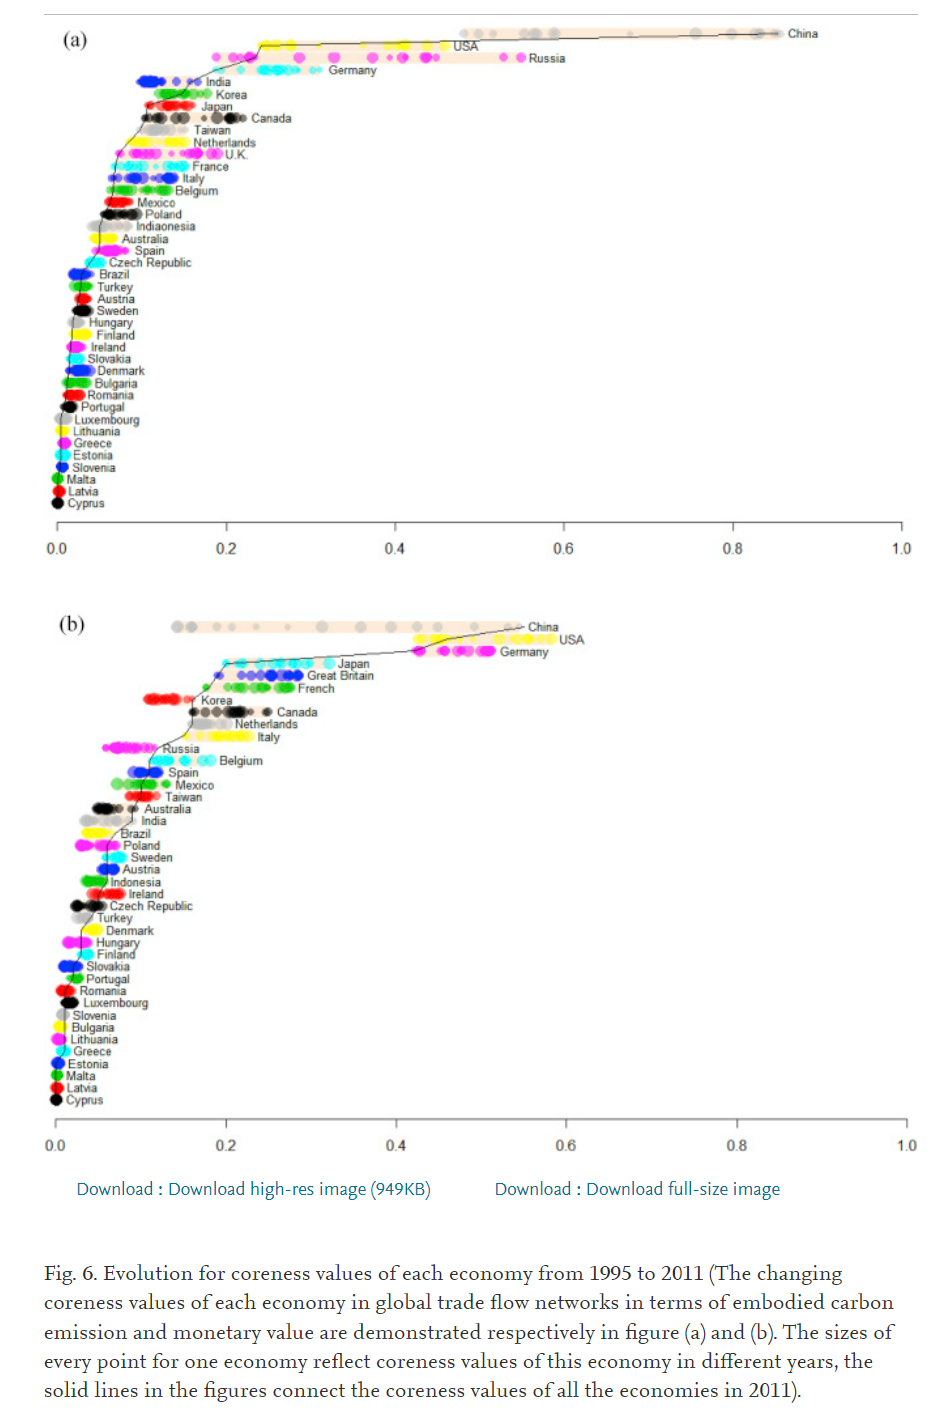 (a)
China
USA
Russia
Germany
India
Korea
Japan
Canada
Taiwan
Netherlands
U.K.
France
Italy
Belgium
Mexico
Poland
Indiaonesia
Australia
Spain
Czech Republic
Brazil
Turkey
Austria
Sweden
Hungary
Finland
Ireland
Slovakia
Denmark
Bulgaria
Romania
Portugal
Luxembourg
Lithuania
Greece
Estonia
Slovenia
Malta
Latvia
Cyprus
0.0 0.2 0.4 0.6 0.8 1.0
(b)
China
USA
Germany
Japan
Great Britain
French
Korea
Canada
Netherlands
Italy
Russia
Belgium
Spain
Mexico
Taiwan
Australia
India
Brazil
Poland
Sweden
Austria
Indonesia
Ireland
Czech Republic
Turkey
Denmark
Hungary
Finland
Slovakia
Portugal
Romania
Luxembourg
Slovenia
Bulgaria
Lithuania
Greece
Estonia
Malta
Latvia
Cyprus
0.0 0.2 0.4 0.6 0.8 1.0
Download : Download high-res image (949KB) Download : Download full-size image
Fig. 6. Evolution for coreness values of each economy from 1995 to 2011 (The changing
coreness values of each economy in global trade flow networks in terms of embodied carbon
emission and monetary value are demonstrated respectively in figure (a) and (b). The sizes of
every point for one economy reflect coreness values of this economy in different years, the
solid lines in the figures connect the coreness values of all the economies in 2011).